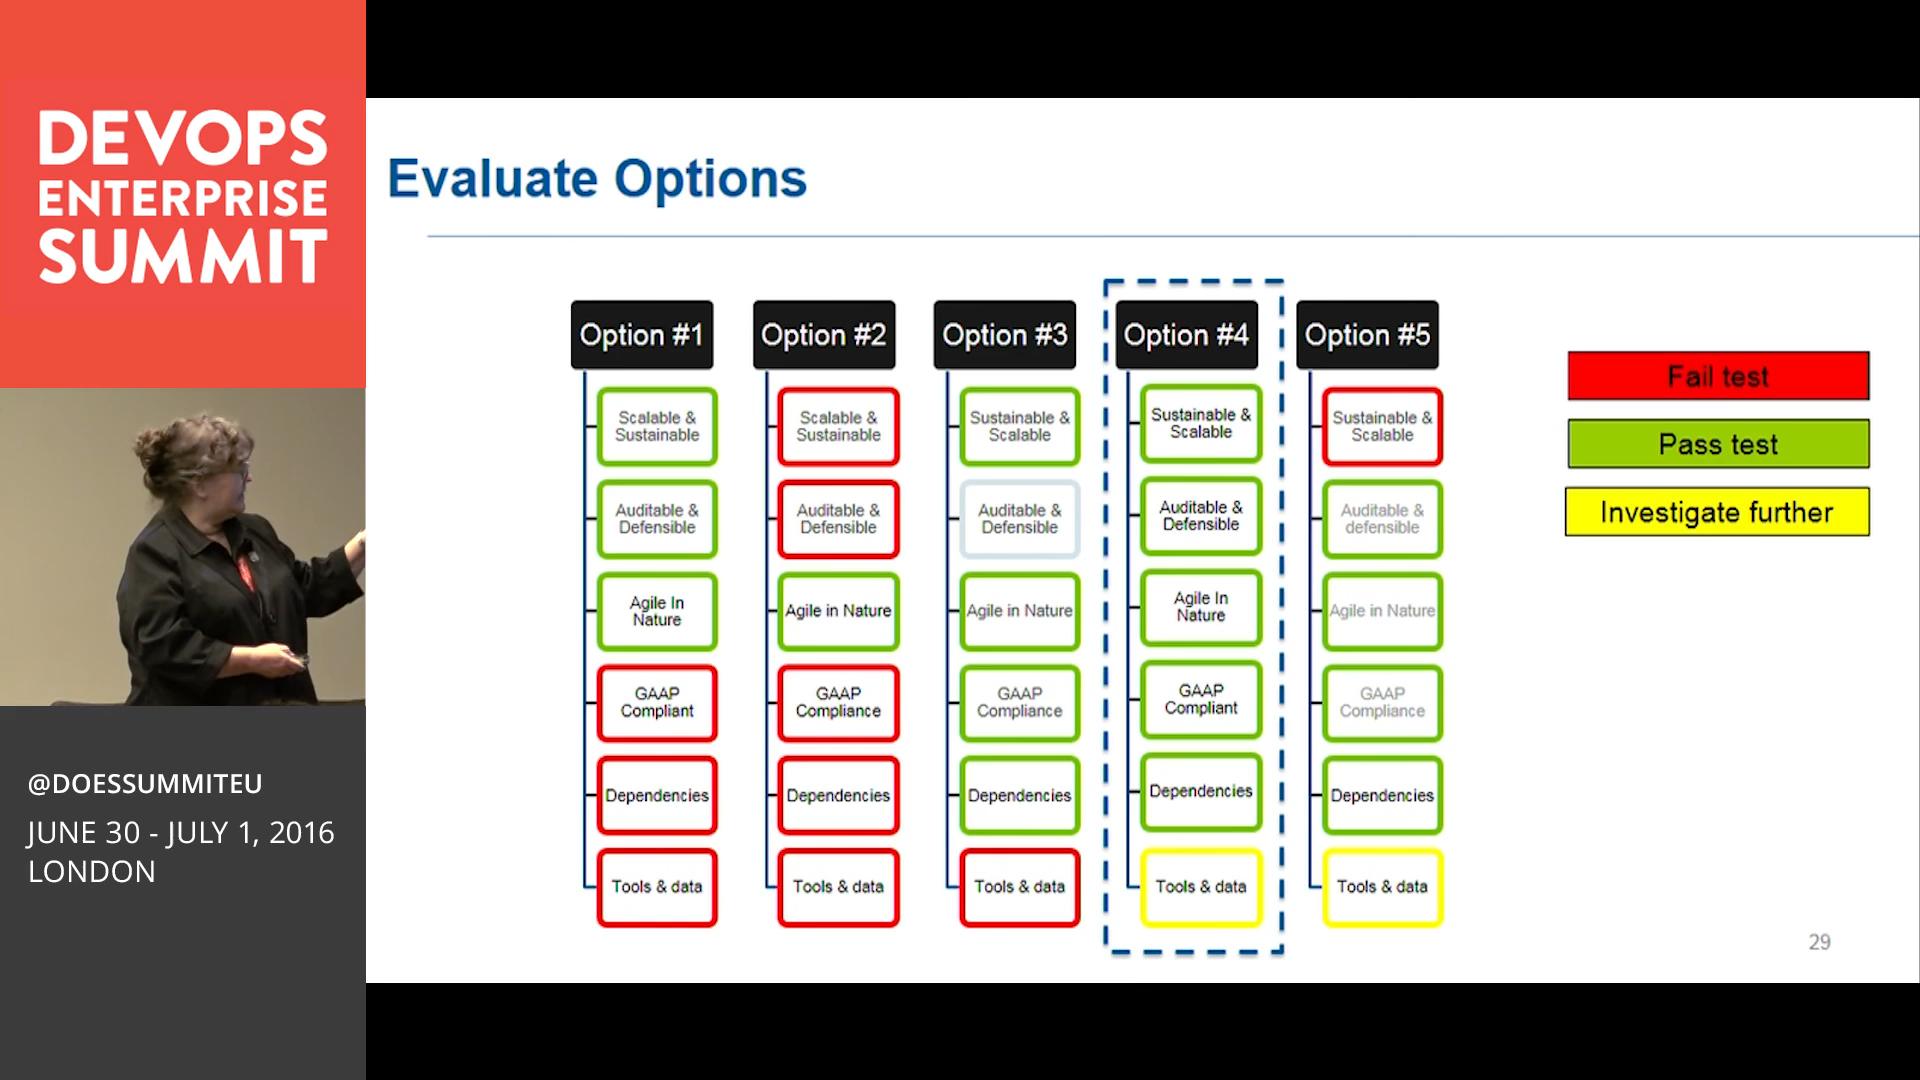 DEVOPS
ENTERPRISE
SUMMIT
@DOESSUMMITEU
JUNE 30 - JULY 1, 2016
LONDON
Evaluate Options
Option #1
Scalable &
Sustainable
Auditable &
Defensible
Agile In
Nature
GAAP
Compliant
Dependencies
Tools & data
Option #2
Scalable &
Sustainable
Auditable &
Defensible
Agile in Nature
GAAP
Compliance
Dependencies
Tools & data
Option #3
Sustainable &
Scalable
Auditable &
Defensible
Agile in Nature
GAAP
Compliance
Dependencies
Tools & data
Option #4
Sustainable &
Scalable
Auditable &
Defensible
Agile In
Nature
GAAP
Compliant
Dependencies
Tools & data
Option #5
Sustainable &
Scalable
Auditable &
defensible
Agile in Nature
GAAP
Compliance
Dependencies
Tools & data
Fail test
Pass test
Investigate further
29